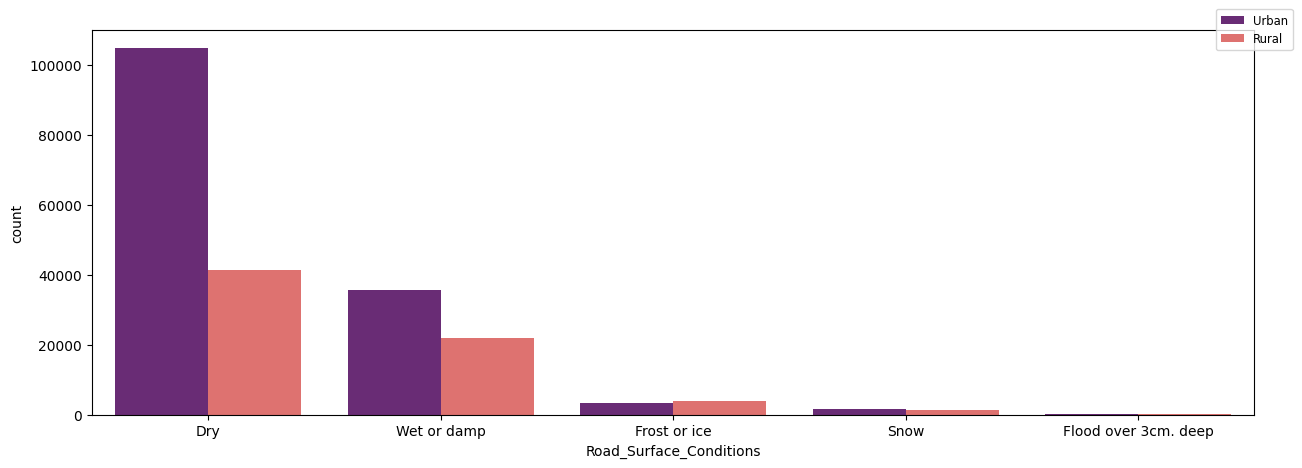 Urban
Rural
100000
80000
60000
40000
20000
0
count
Dry
Wet or damp
Frost or ice
Snow
Flood over 3cm. deep
Road_Surface_Conditions